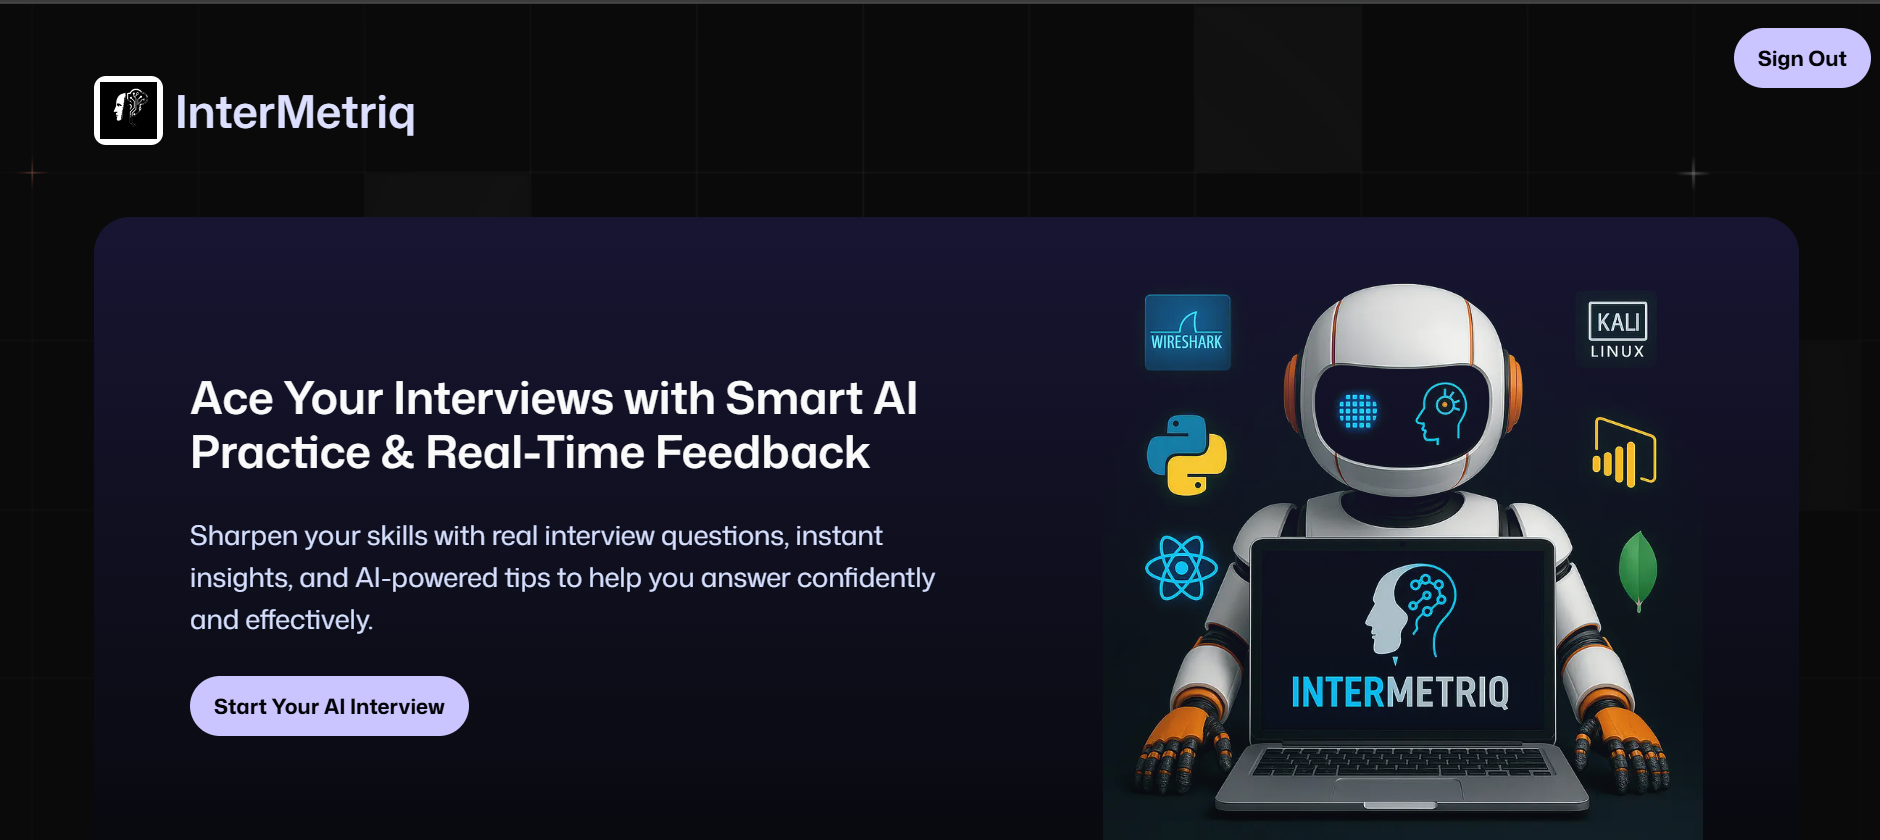 Sign Out
InterMetriq
Ace Your Interviews with Smart AI
Practice & Real-Time Feedback
Sharpen your skills with real interview questions, instant
insights, and AI-powered tips to help you answer confidently
and effectively.
Start Your AI Interview
WIRESHARK
KALI
LINUX
INTERMETRIQ